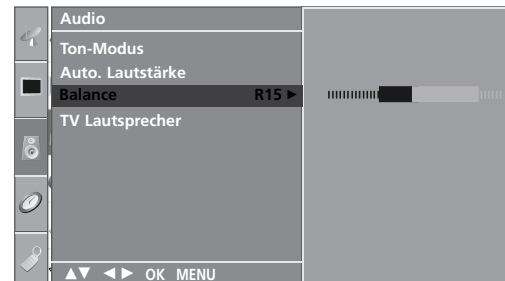 Audio
Ton-Modus
Auto. Lautstärke
Balance R15 ►
TV Lautsprecher
▲▼ ◄► OK MENU